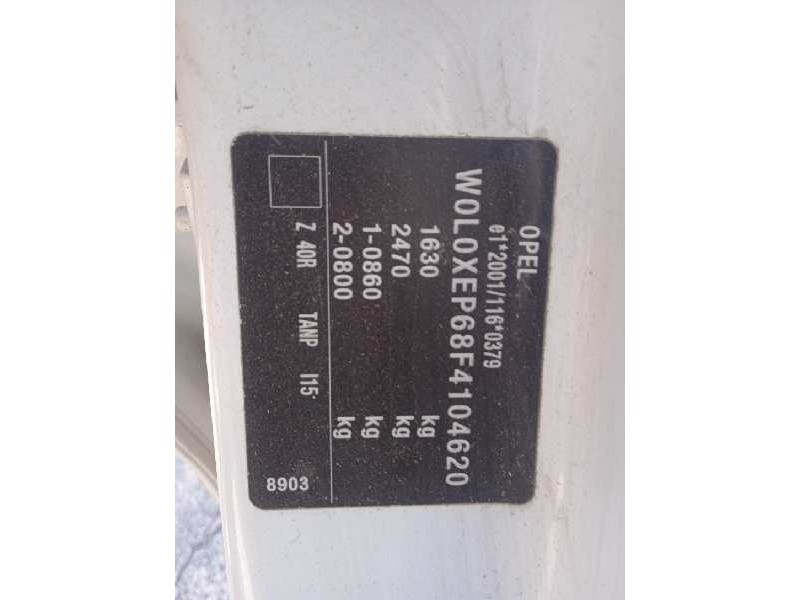 OPEL
e1*2001/116*0379
W0L0XEP68F4104620
1630 kg
2470 kg
1-0860 kg
2-0800 kg
Z 40R TANP I15
8903